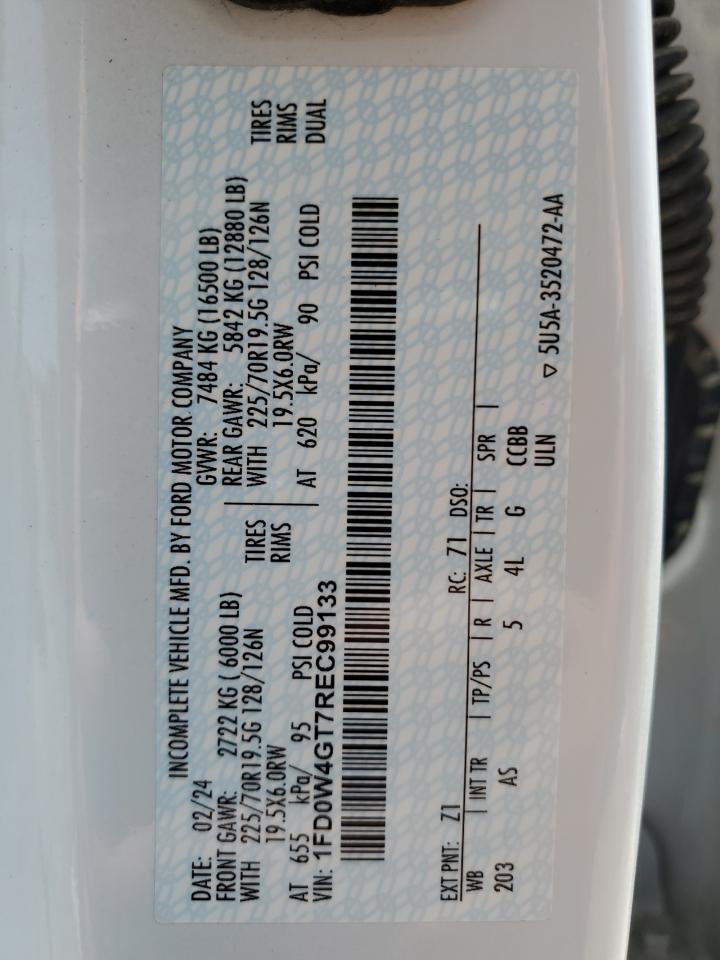 INCOMPLETE VEHICLE MFD. BY FORD MOTOR COMPANY
DATE: 02/24 GVWR: 7484 KG (16500 LB)
FRONT GAWR: 2722 KG ( 6000 LB) REAR GAWR: 5842 KG (12880 LB)
WITH 225/70R19.5G 128/126N TIRES WITH 225/70R19.5G 128/126N TIRES
19.5X6.0RW RIMS 19.5X6.0RW RIMS
AT 655 kPa/ 95 PSI COLD AT 620 kPa/ 90 PSI COLD DUAL
VIN: 1FD0W4GT7REC99133
EXT PNT: Z1 RC: 71 DSO:
WB | INT TR | TP/PS | R | AXLE | TR | SPR |
203 AS 5 4L G CCBB
ULN
▽ 5U5A-3520472-AA